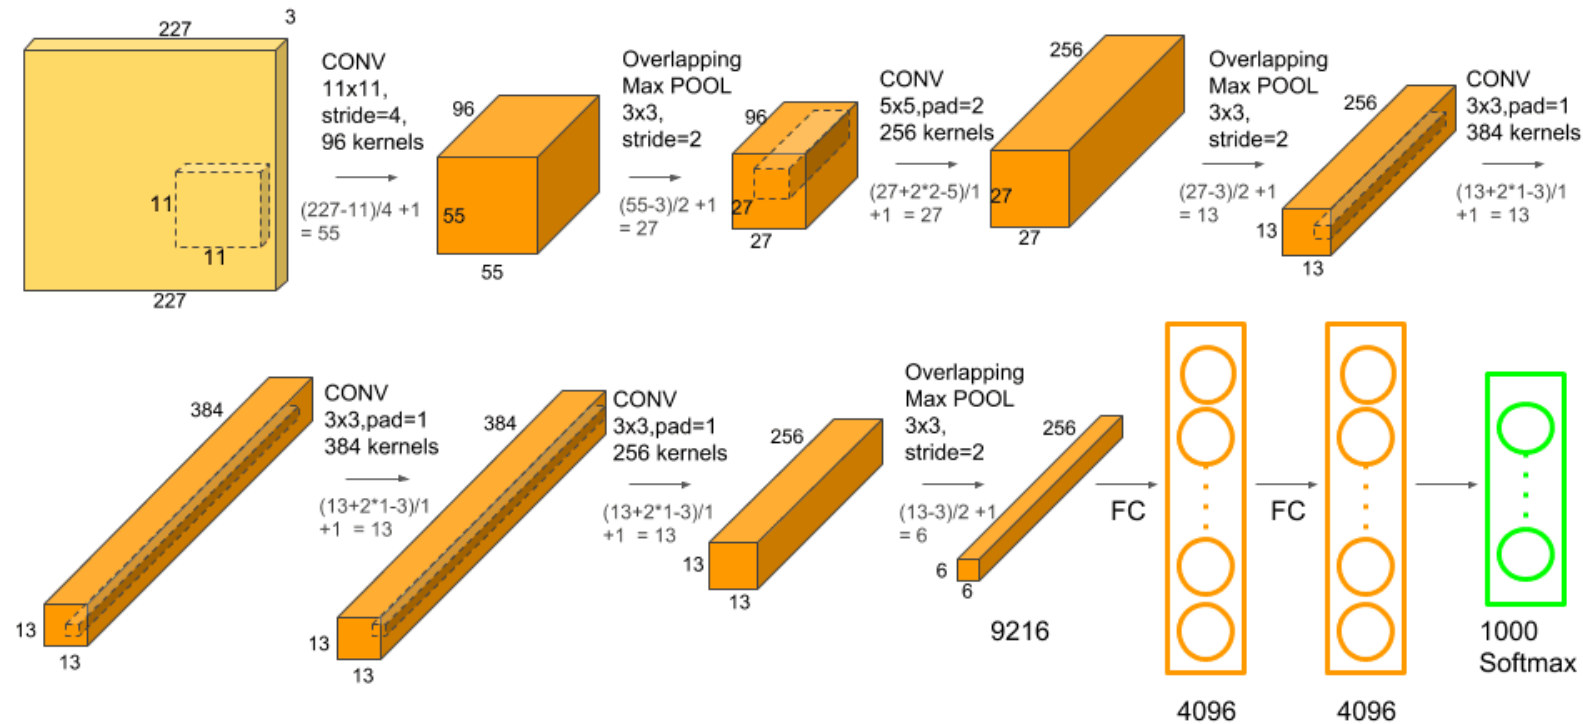 227
3
11
11
227
CONV
11x11,
stride=4,
96 kernels
(227-11)/4 +1
= 55
96
55
55
Overlapping
Max POOL
3x3,
stride=2
(55-3)/2 +1
= 27
96
27
27
CONV
5x5,pad=2
256 kernels
(27+2*2-5)/1
+1 = 27
256
27
27
Overlapping
Max POOL
3x3,
stride=2
(27-3)/2 +1
= 13
256
13
13
CONV
3x3,pad=1
384 kernels
(13+2*1-3)/1
+1 = 13
384
13
13
CONV
3x3,pad=1
384 kernels
(13+2*1-3)/1
+1 = 13
384
13
13
CONV
3x3,pad=1
256 kernels
(13+2*1-3)/1
+1 = 13
256
13
13
Overlapping
Max POOL
3x3,
stride=2
(13-3)/2 +1
= 6
256
6
6
9216
FC
4096
FC
4096
1000
Softmax